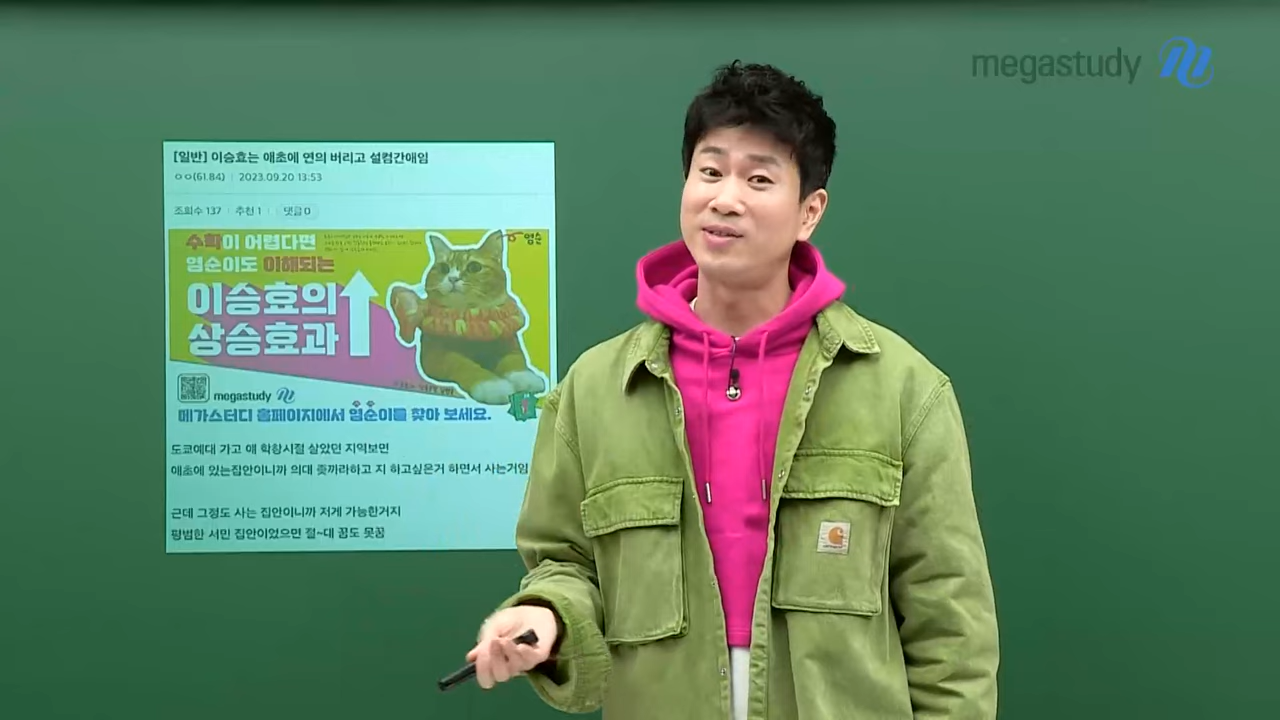 megastudy
[일반] 이승효는 애초에 연의 버리고 설컴간애임
ㅇㅇ(61.84) 2023.09.20 13:53
조회수 137 추천 1 댓글 0
수학이 어렵다면
염순이도 이해되는
이승효의
상승효과
염순
megastudy
메가스터디 홈페이지에서 염순이를 찾아 보세요.
도쿄예대 가고 애 학창시절 살았던 지역보면
애초에 있는집안이니까 의대 좆까라하고 지 하고싶은거 하면서 사는거임
근데 그정도 사는 집안이니까 저게 가능한거지
평범한 서민 집안이었으면 절~대 꿈도 못꿈
carhartt